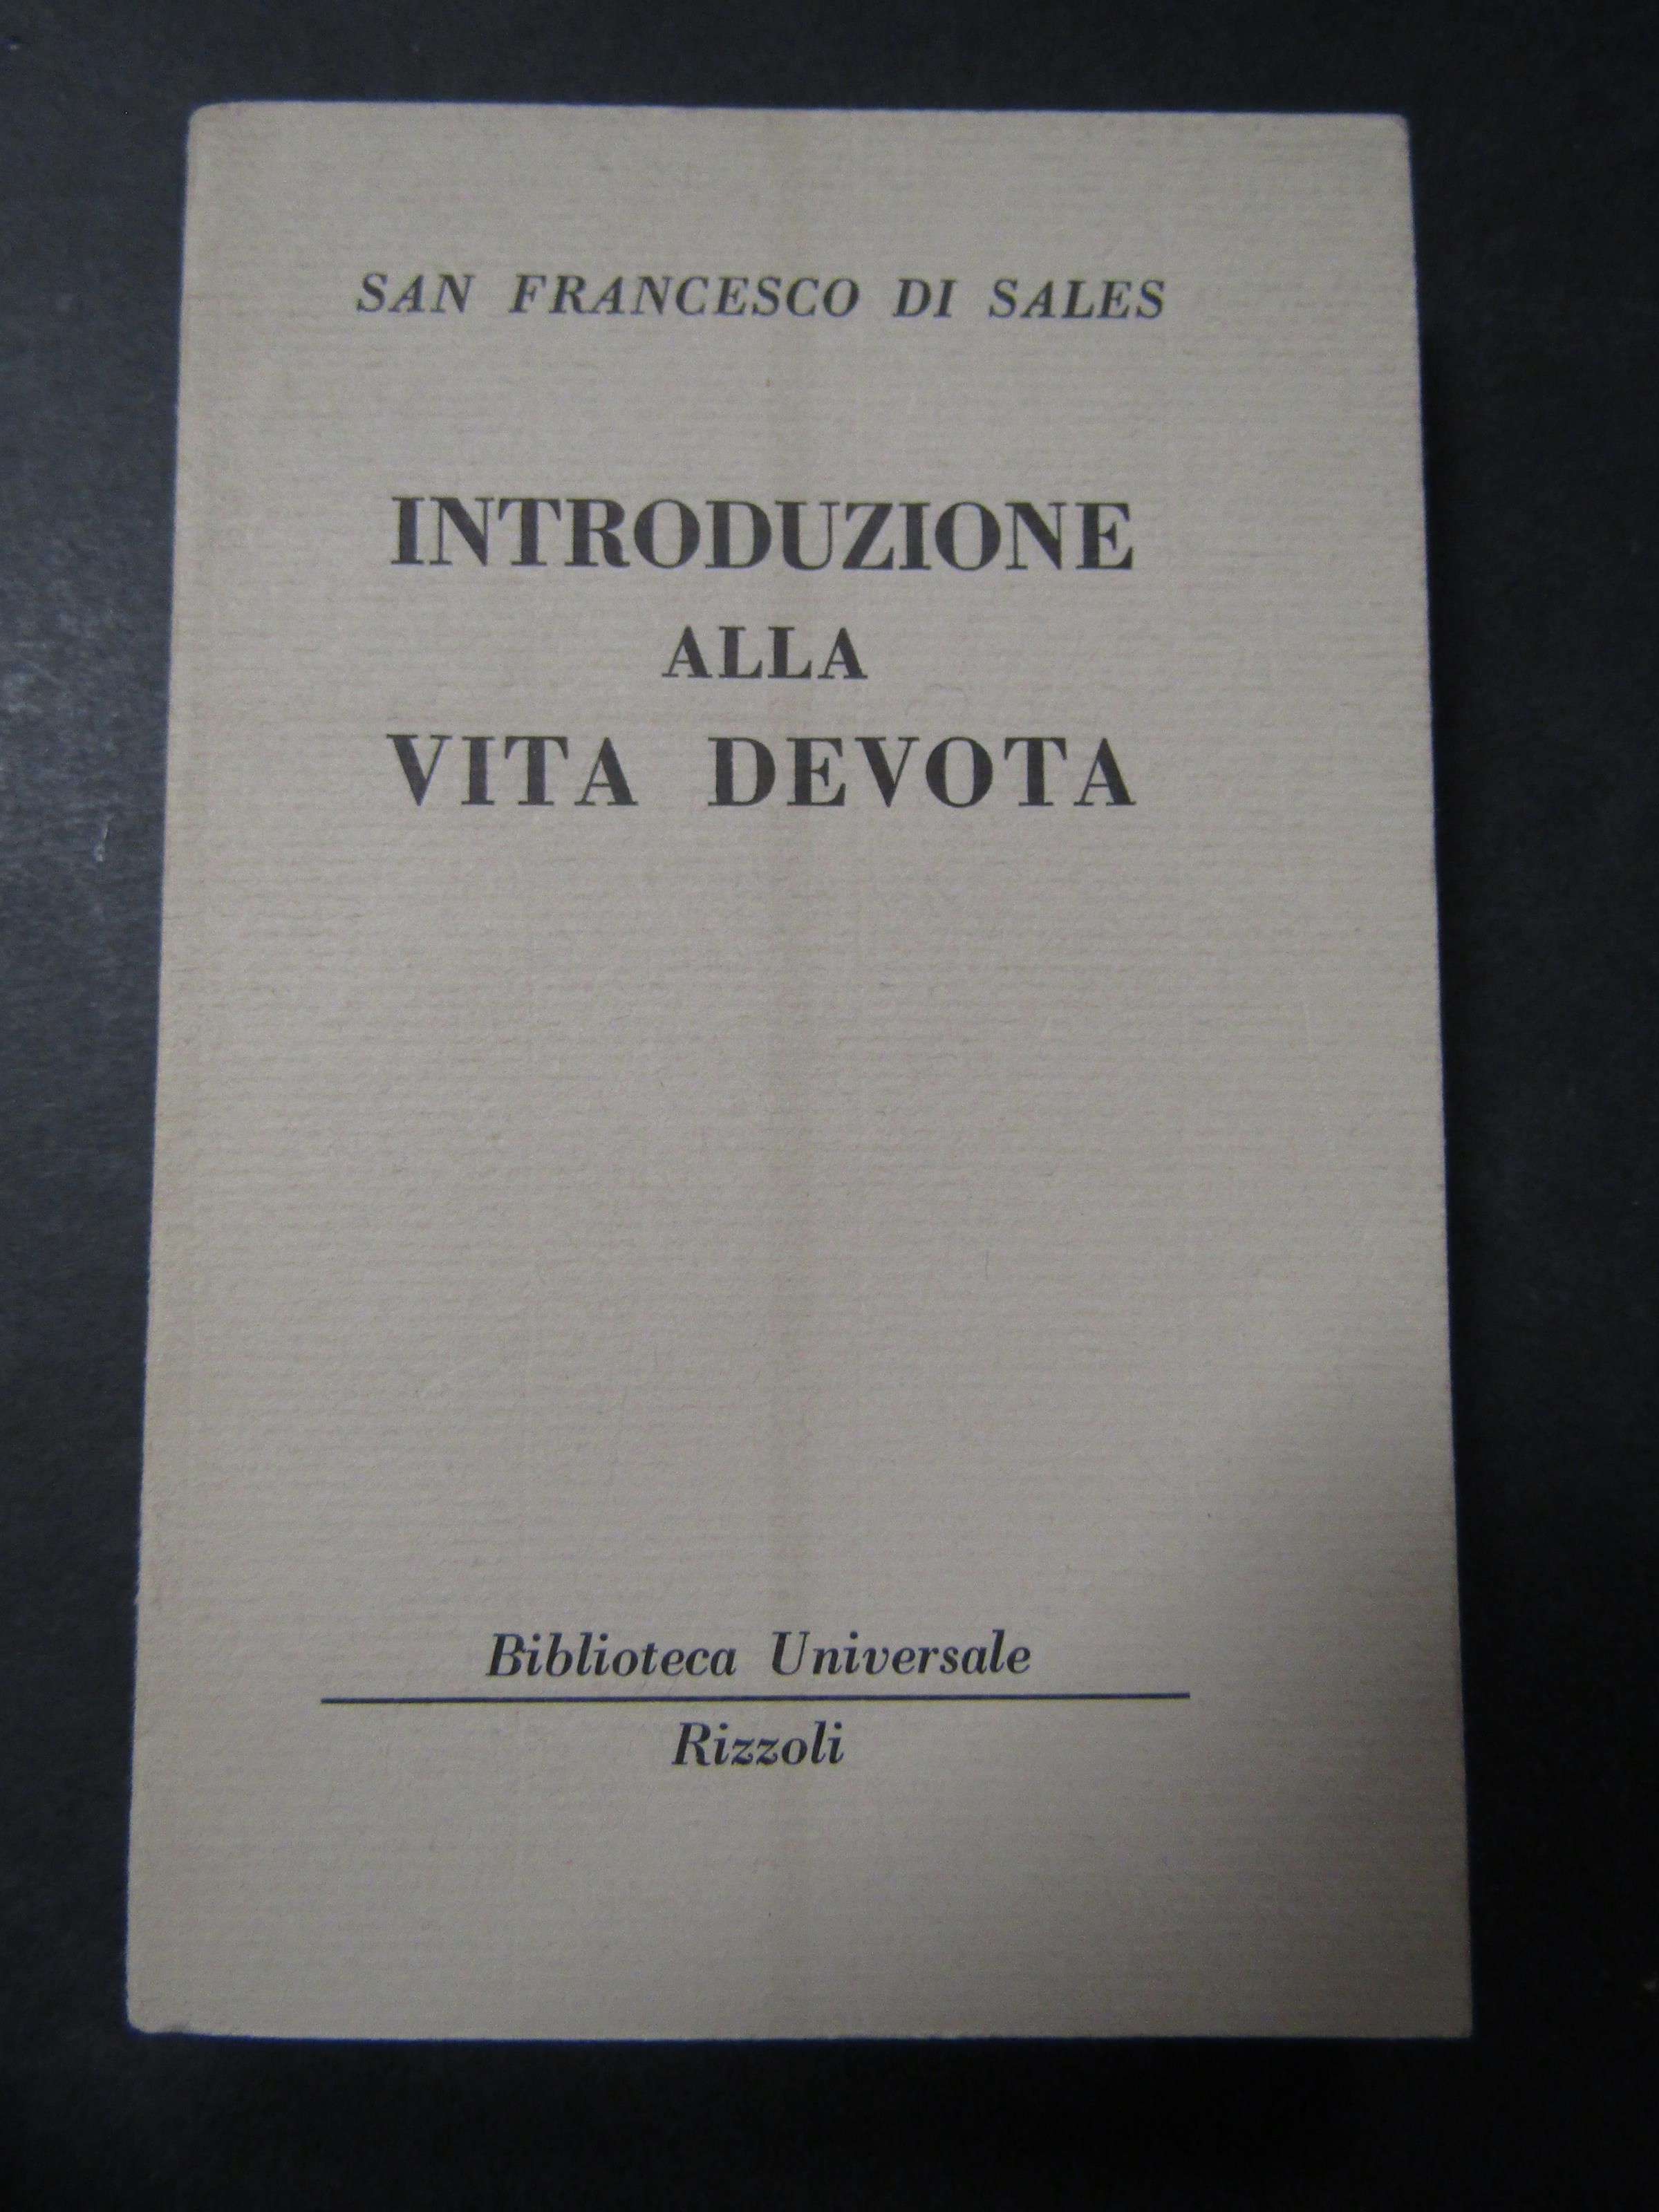 SAN FRANCESCO DI SALES
INTRODUZIONE
ALLA
VITA DEVOTA
Biblioteca Universale
Rizzoli